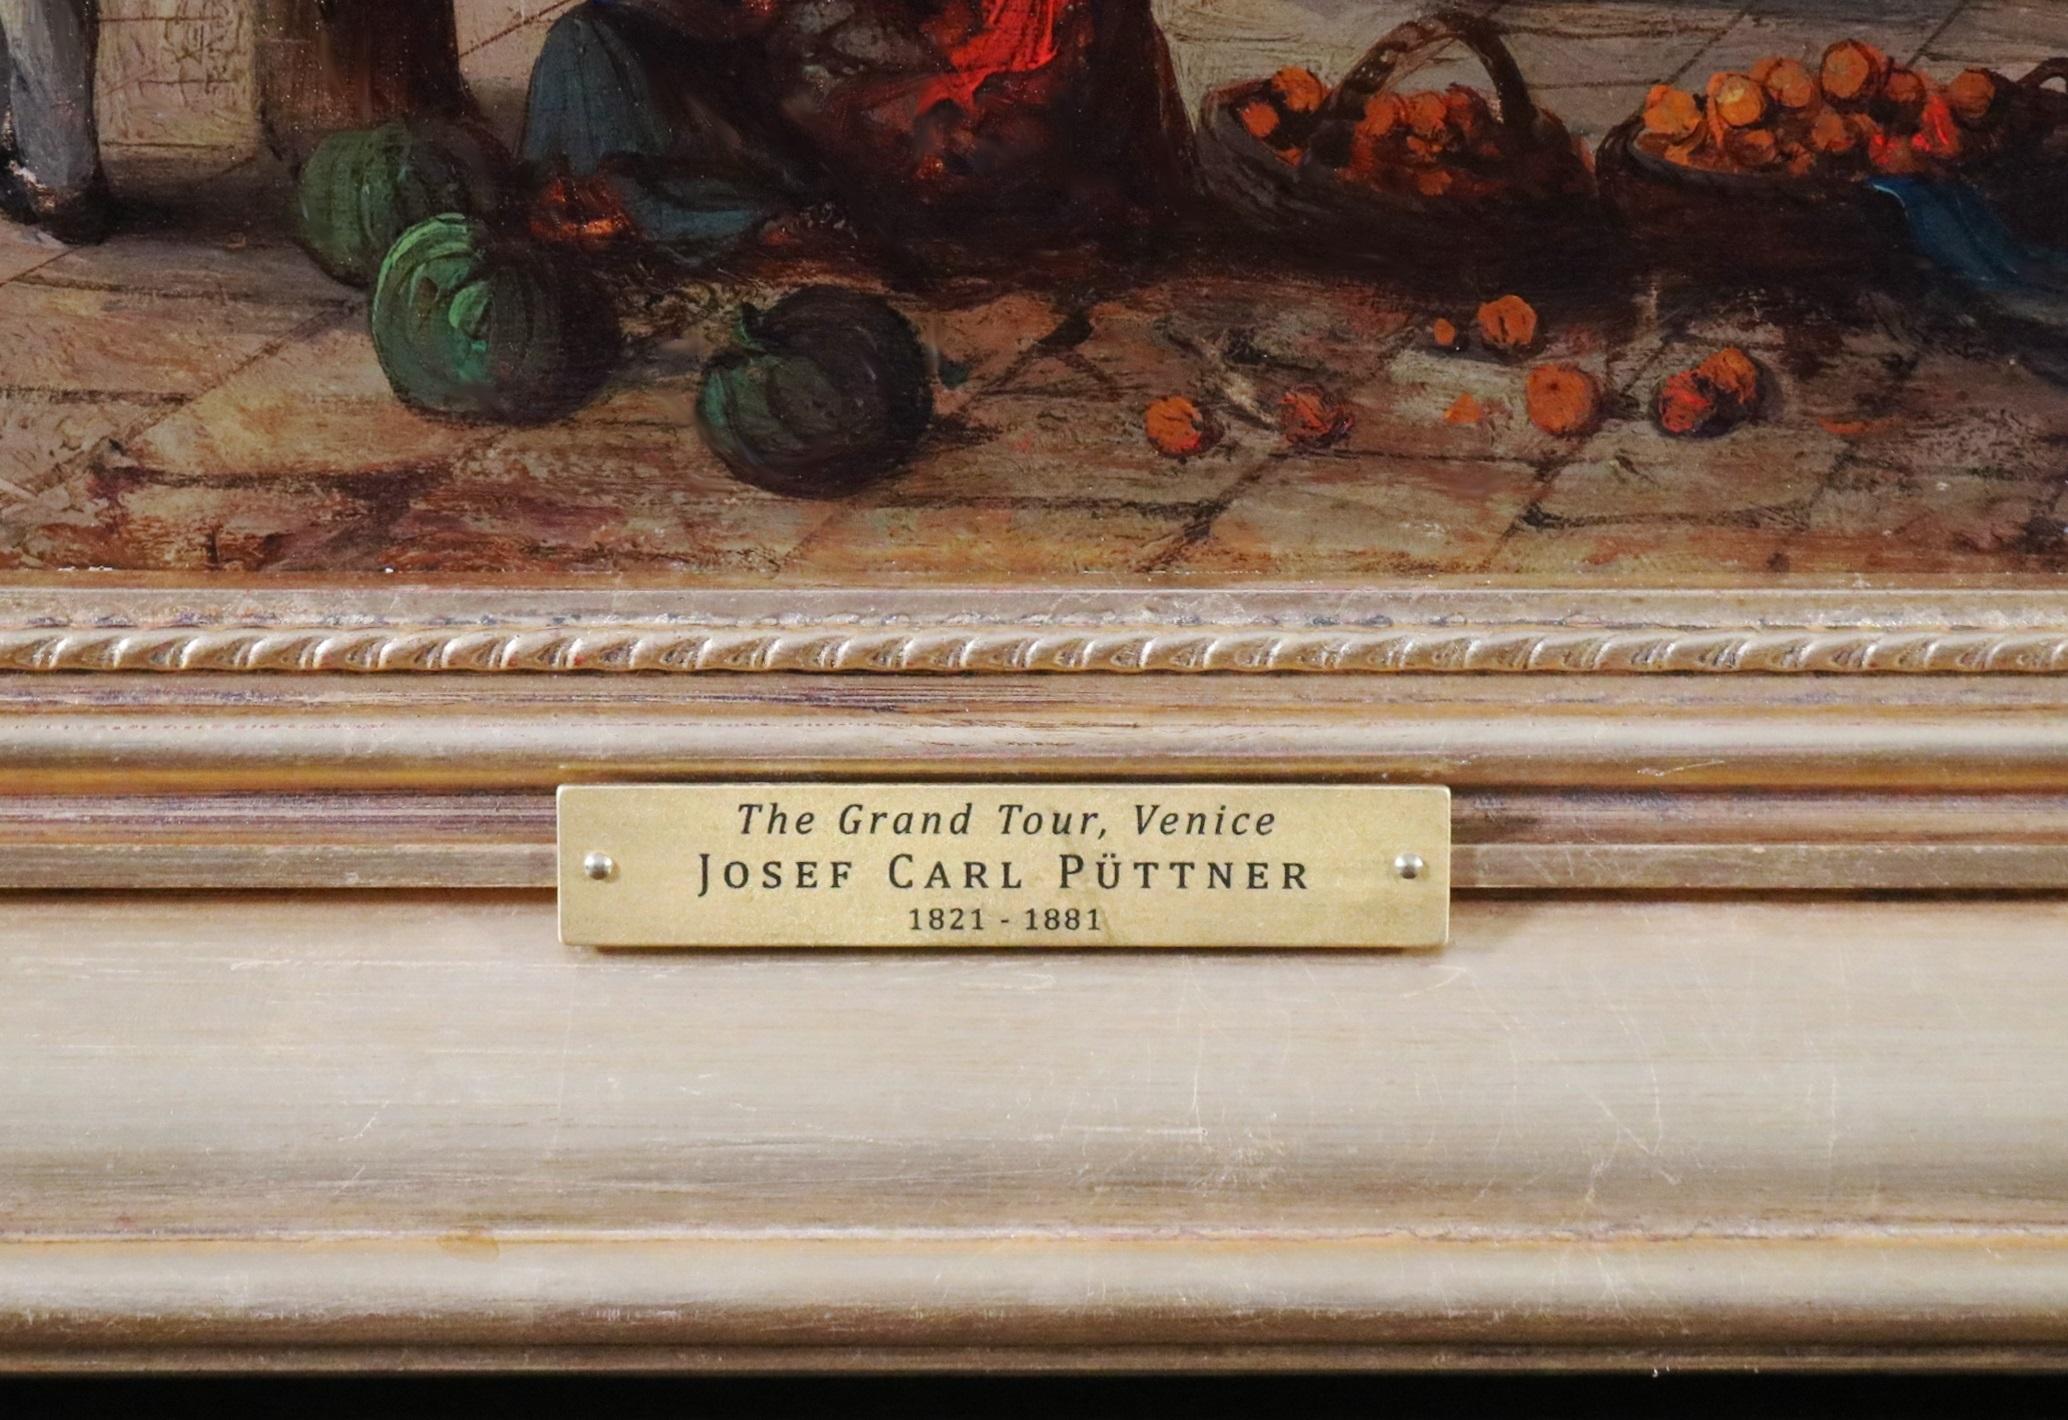 The Grand Tour, Venice
Josef Carl Püttner
1821 - 1881